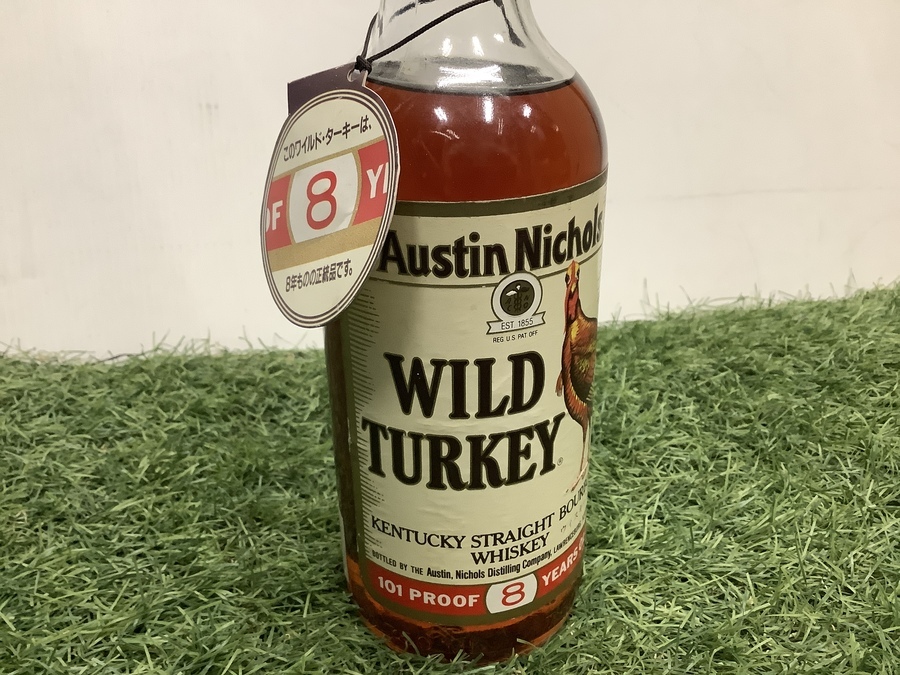 このワイルド・ターキーは、
OF 8 YE
8年ものの正統品です。
Austin Nichols
EST. 1855
REG U.S PAT OFF
WILD
TURKEY®
KENTUCKY STRAIGHT BOUR
WHISKEY
BOTTLED BY THE Austin, Nichols Distilling Company,
101 PROOF 8 YEARS